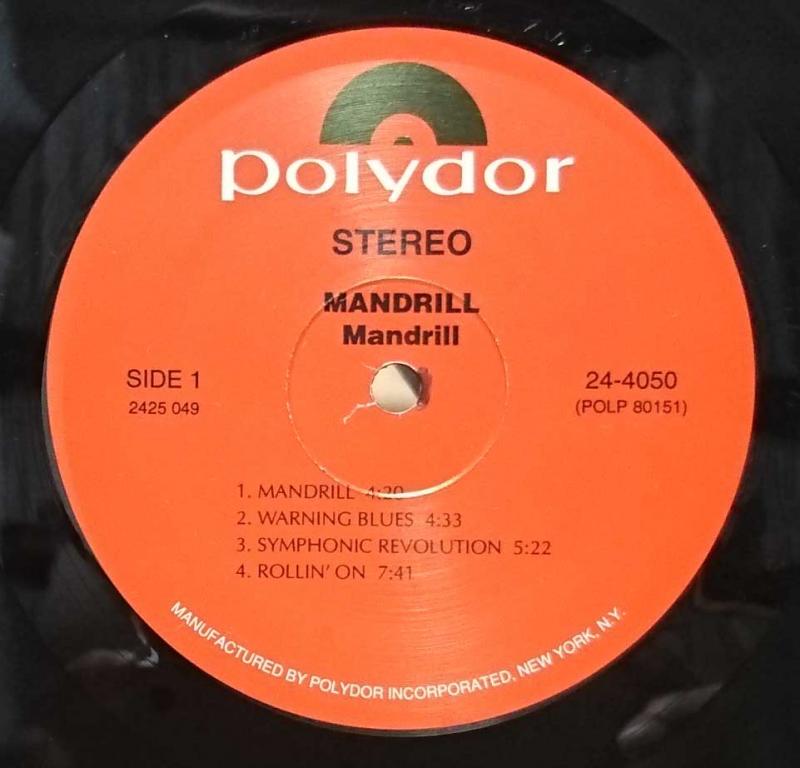 polydor
STEREO
MANDRILL
Mandrill
SIDE 1
2425 049
24-4050
(POLP 80151)
1. MANDRILL 4:20
2. WARNING BLUES 4:33
3. SYMPHONIC REVOLUTION 5:22
4. ROLLIN' ON 7:41
MANUFACTURED BY POLYDOR INCORPORATED, NEW YORK, N.Y.